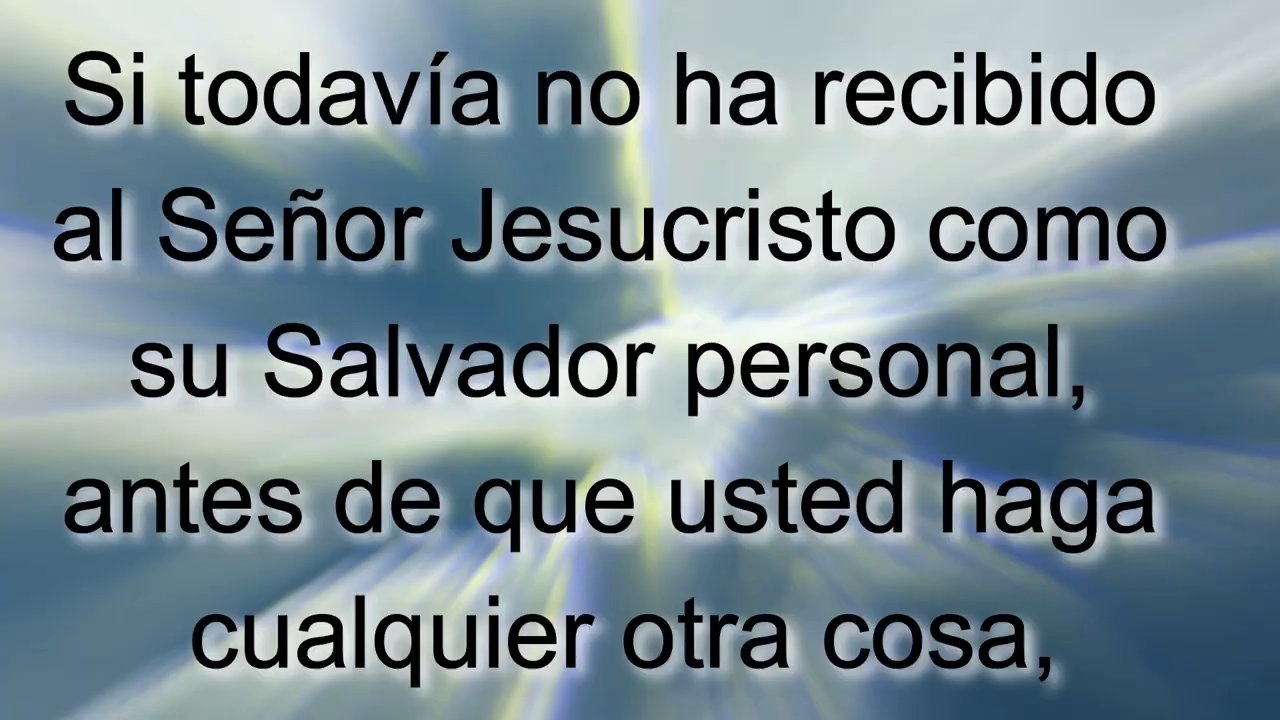 Si todavía no ha recibido
al Señor Jesucristo como
su Salvador personal,
antes de que usted haga
cualquier otra cosa,